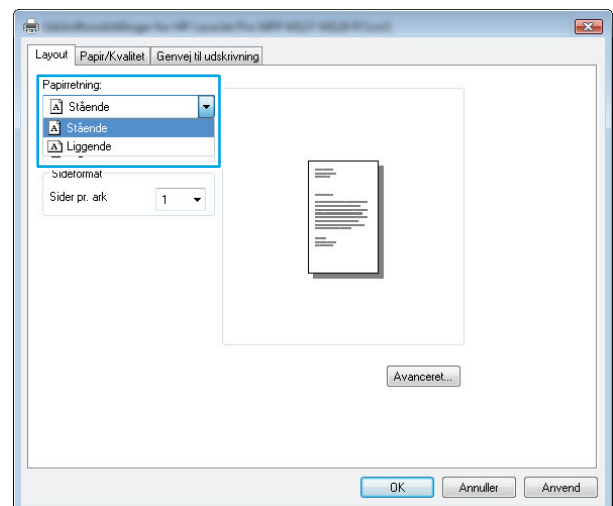 Layout Papir/Kvalitet Genvej til udskrivning
Papirretning:
A Stående
A Stående
A Liggende
Sideformat
Sider pr. ark 1
Avanceret...
OK Annuller Anvend